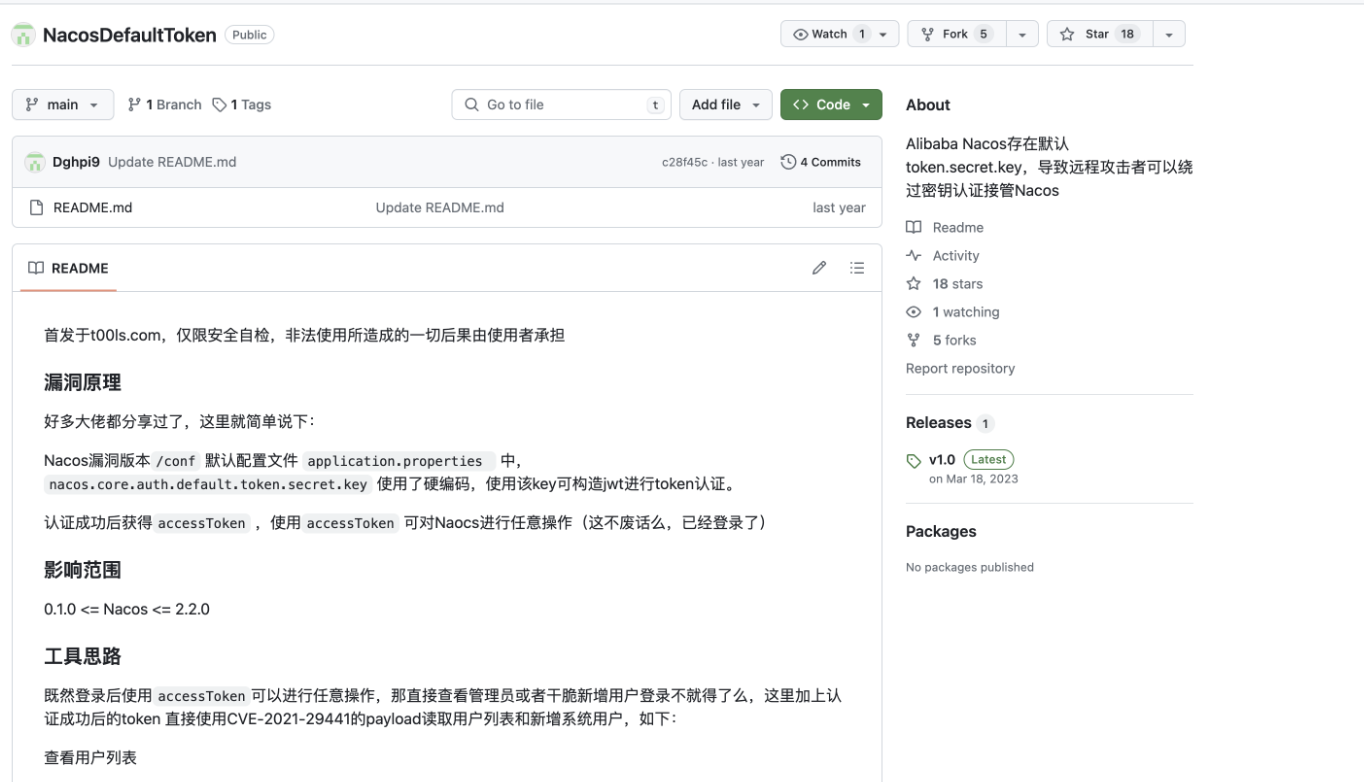 NacosDefaultToken Public
Watch 1
Fork 5
Star 18
main
1 Branch
1 Tags
Go to file t
Add file
Code
Dghpi9 Update README.md
c28f45c · last year
4 Commits
README.md
Update README.md
last year
README
首发于t00ls.com，仅限安全自检，非法使用所造成的一切后果由使用者承担
漏洞原理
好多大佬都分享过了，这里就简单说下：
Nacos漏洞版本 /conf 默认配置文件 application.properties 中，
nacos.core.auth.default.token.secret.key 使用了硬编码，使用该key可构造jwt进行token认证。
认证成功后获得 accessToken ，使用 accessToken 可对Naocs进行任意操作（这不废话么，已经登录了）
影响范围
0.1.0 <= Nacos <= 2.2.0
工具思路
既然登录后使用 accessToken 可以进行任意操作，那直接查看管理员或者干脆新增用户登录不就得了么，这里加上认
证成功后的token 直接使用CVE-2021-29441的payload读取用户列表和新增系统用户，如下：
查看用户列表
About
Alibaba Nacos存在默认
token.secret.key，导致远程攻击者可以绕
过密钥认证接管Nacos
Readme
Activity
18 stars
1 watching
5 forks
Report repository
Releases 1
v1.0 Latest
on Mar 18, 2023
Packages
No packages published